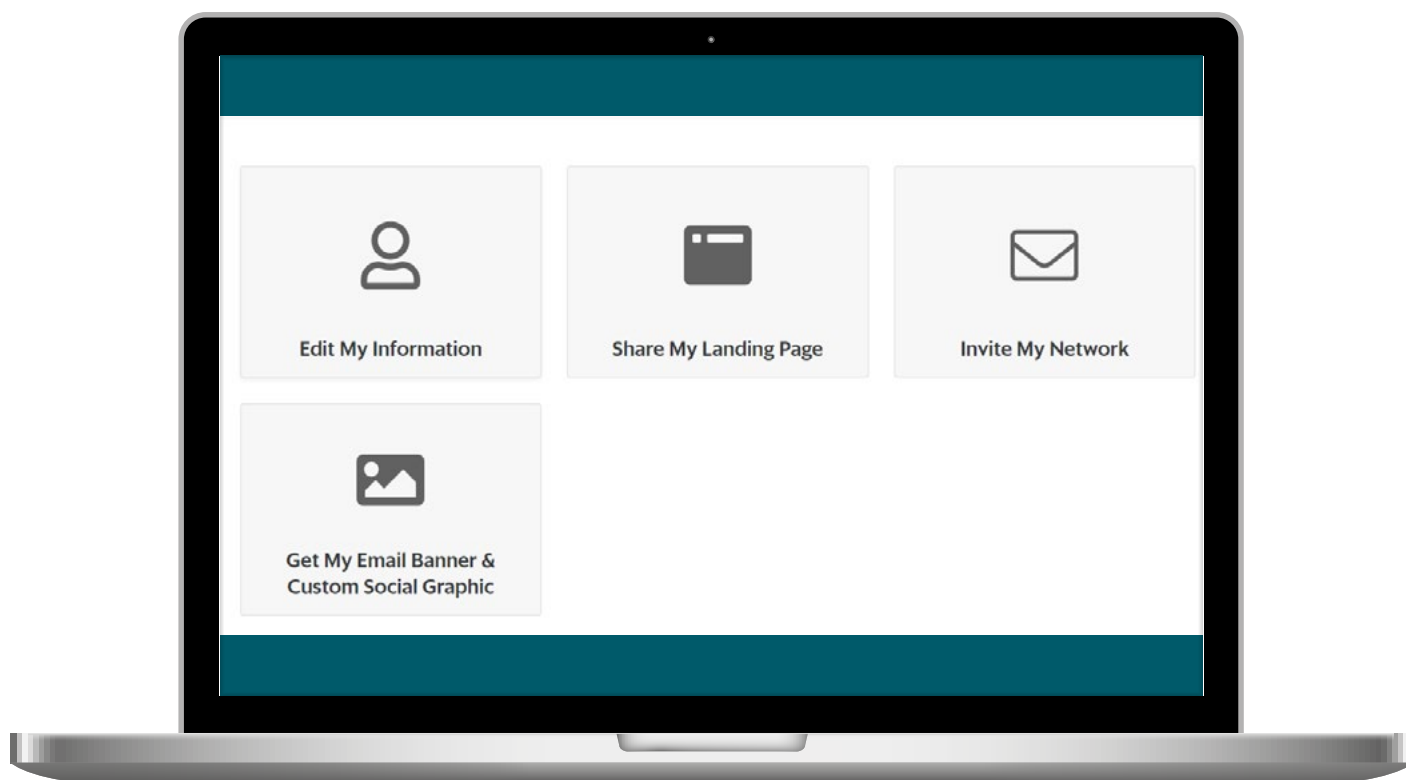 Edit My Information
Share My Landing Page
Invite My Network
Get My Email Banner &
Custom Social Graphic